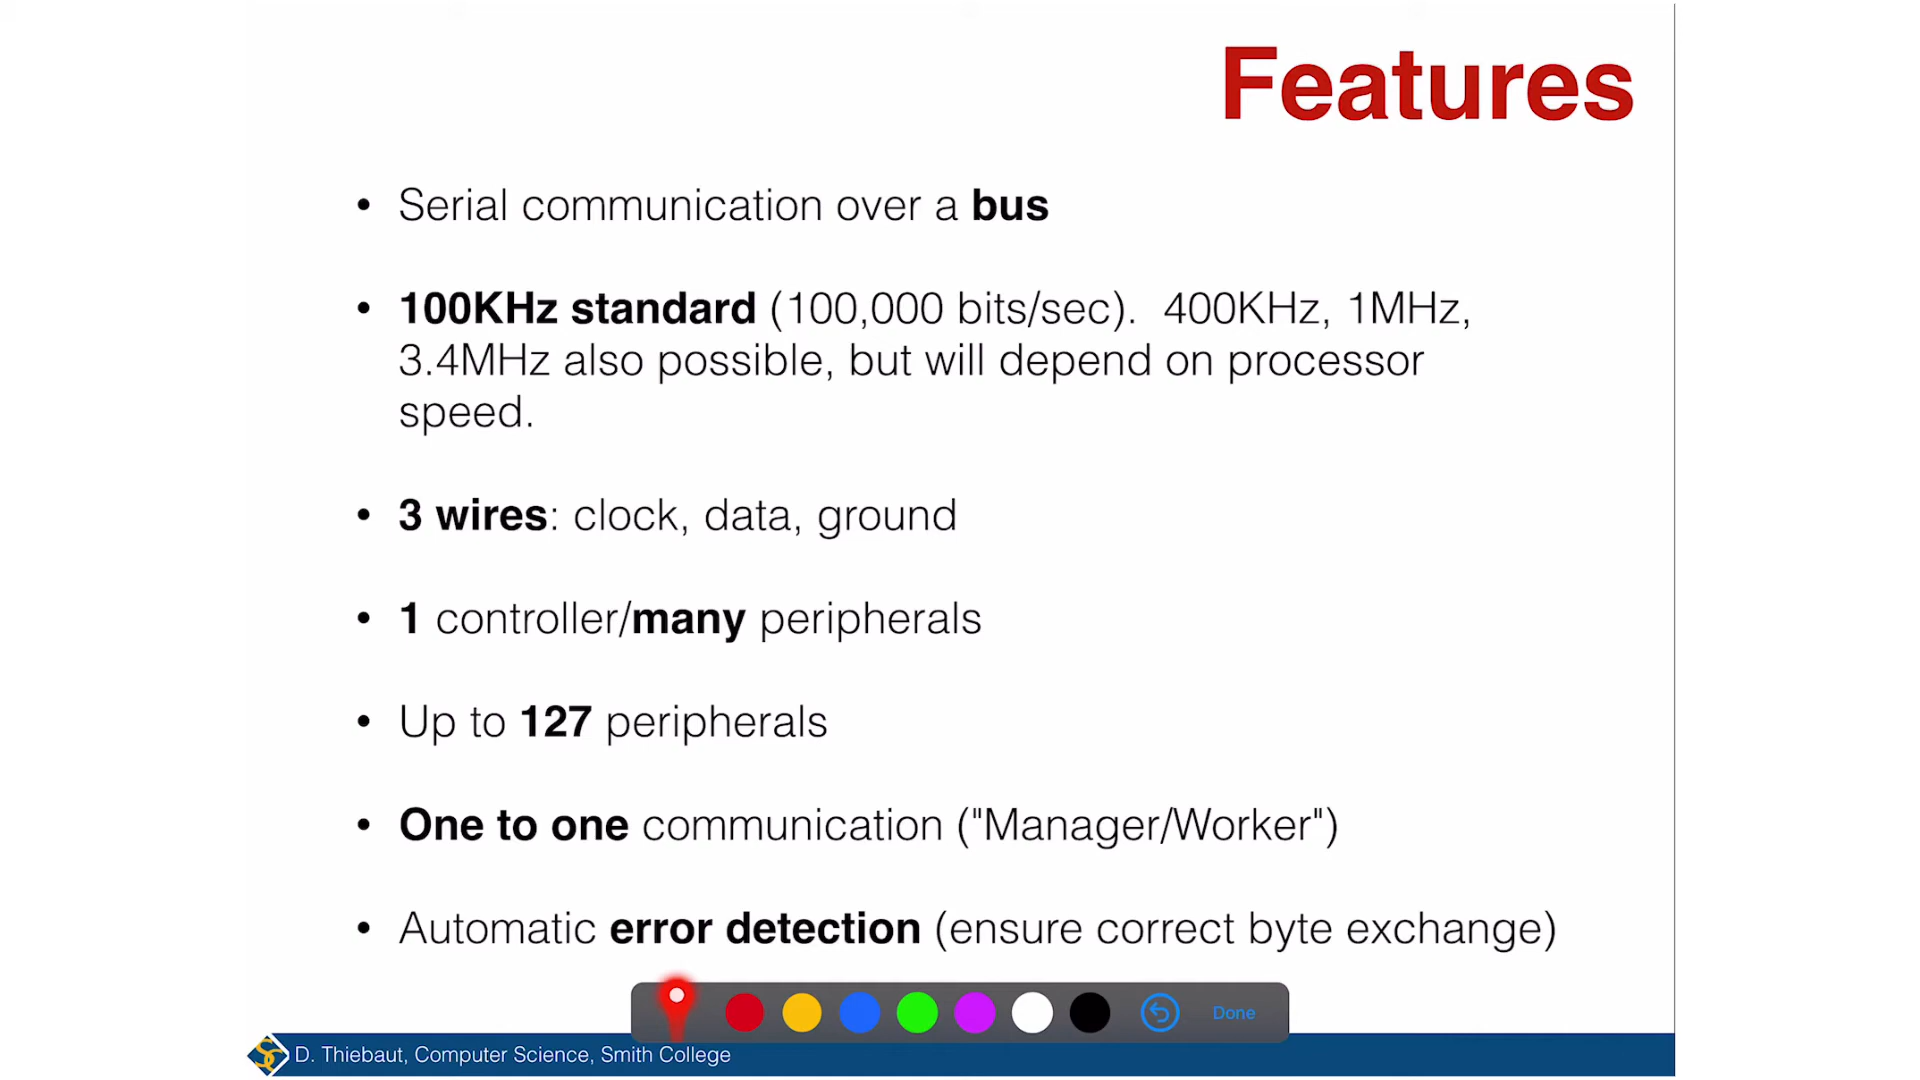 Features
• Serial communication over a bus
• 100KHz standard (100,000 bits/sec). 400KHz, 1MHz,
3.4MHz also possible, but will depend on processor
speed.
• 3 wires: clock, data, ground
• 1 controller/many peripherals
• Up to 127 peripherals
• One to one communication ("Manager/Worker")
• Automatic error detection (ensure correct byte exchange)
Done
D. Thiebaut, Computer Science, Smith College